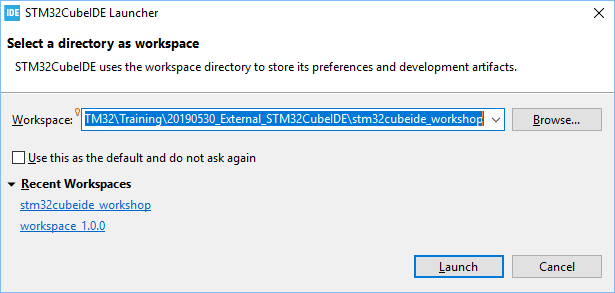 IDE STM32CubeIDE Launcher
Select a directory as workspace
STM32CubeIDE uses the workspace directory to store its preferences and development artifacts.
Workspace: TM32\Training\20190530_External_STM32CubeIDE\stm32cubeide_workshop Browse...
Use this as the default and do not ask again
Recent Workspaces
stm32cubeide_workshop
workspace_1.0.0
Launch Cancel